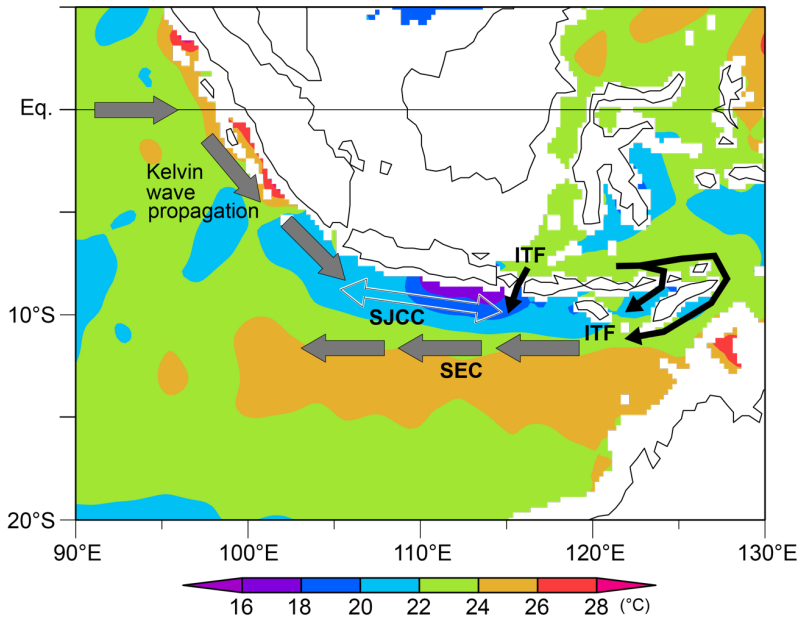 Eq.
Kelvin
wave
propagation
ITF
SJCC
10°S
ITF
SEC
20°S
90°E 100°E 110°E 120°E 130°E
16 18 20 22 24 26 28 (°C)